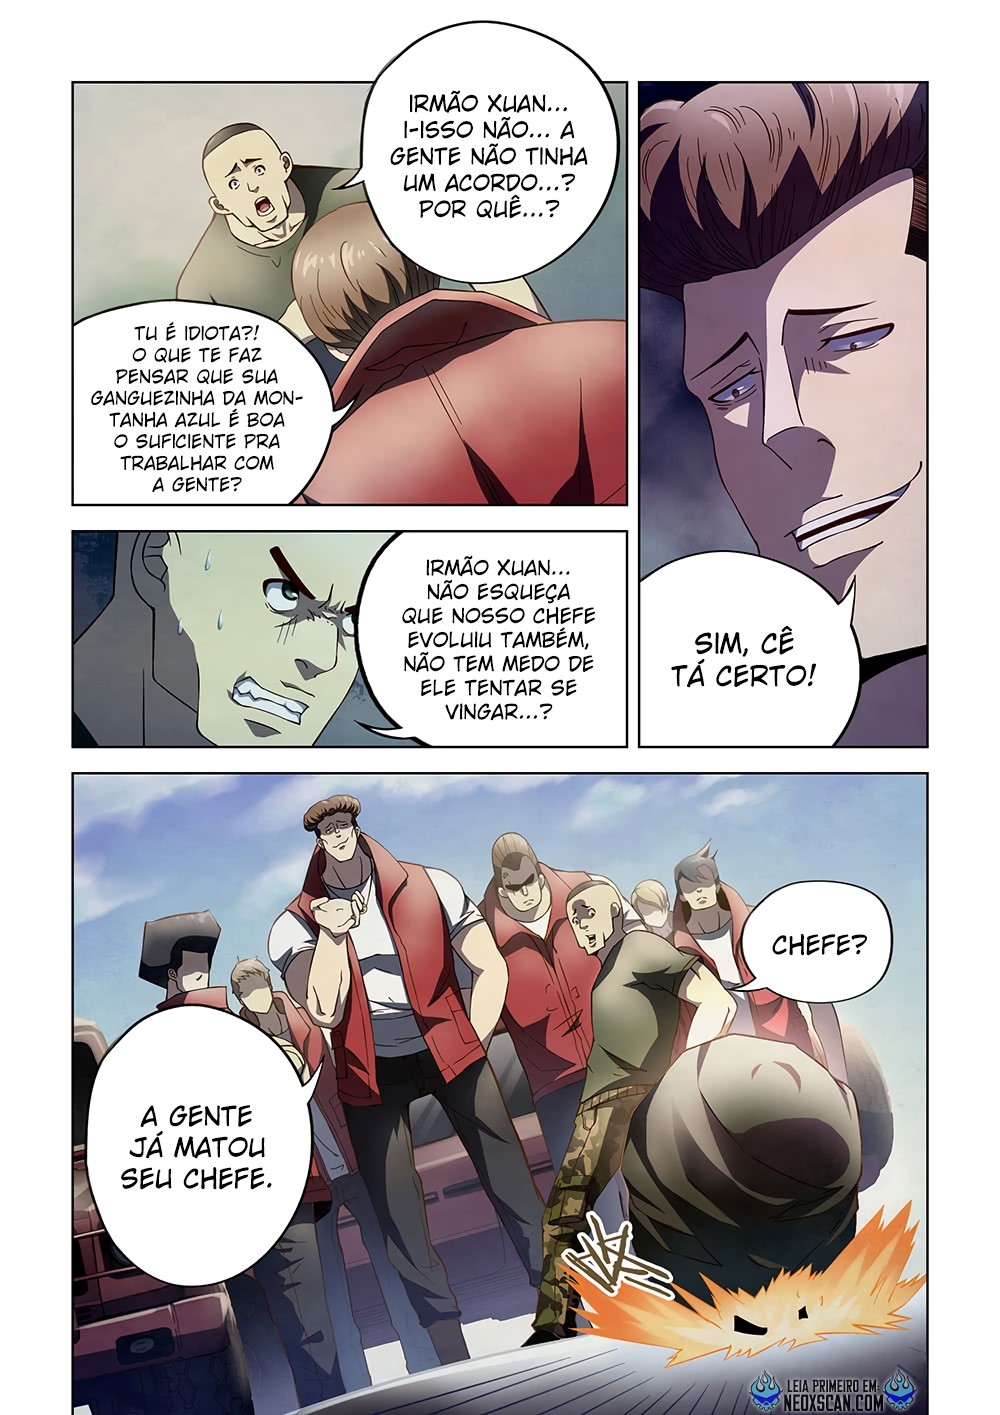 IRMÃO XUAN...
I-ISSO NÃO... A
GENTE NÃO TINHA
UM ACORDO...?
POR QUÊ...?
TU É IDIOTA?!
O QUE TE FAZ
PENSAR QUE SUA
GANGUEZINHA DA MON-
TANHA AZUL É BOA
O SUFICIENTE PRA
TRABALHAR COM
A GENTE?
SIM, CÊ
TÁ CERTO!
IRMÃO XUAN...
NÃO ESQUEÇA
QUE NOSSO CHEFE
EVOLUIU TAMBÉM,
NÃO TEM MEDO DE
ELE TENTAR SE
VINGAR...?
CHEFE?
A GENTE
JÁ MATOU
SEU CHEFE.
LEIA PRIMEIRO EM:
NEOXSCAN.COM